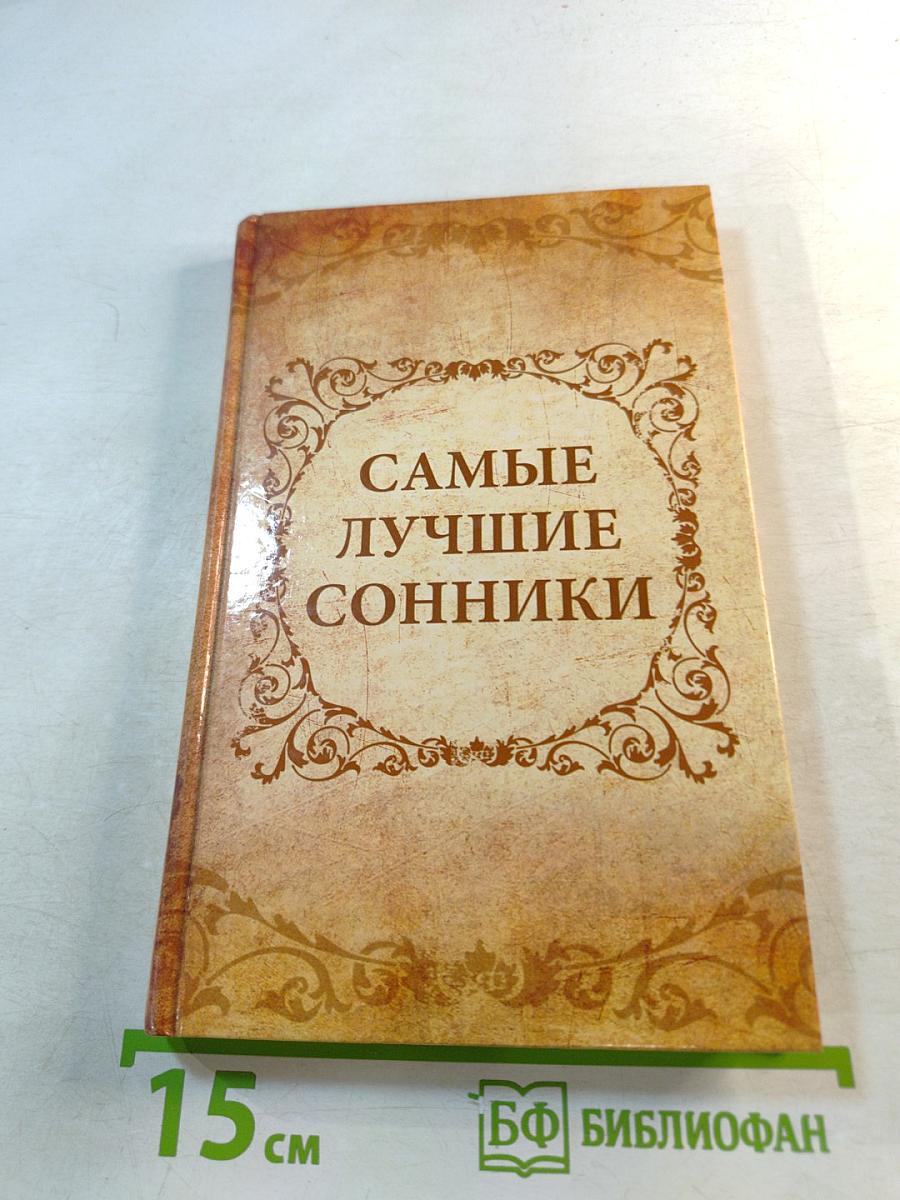 САМЫЕ
ЛУЧШИЕ
СОННИКИ
15 см
БФ БИБЛИОФАН